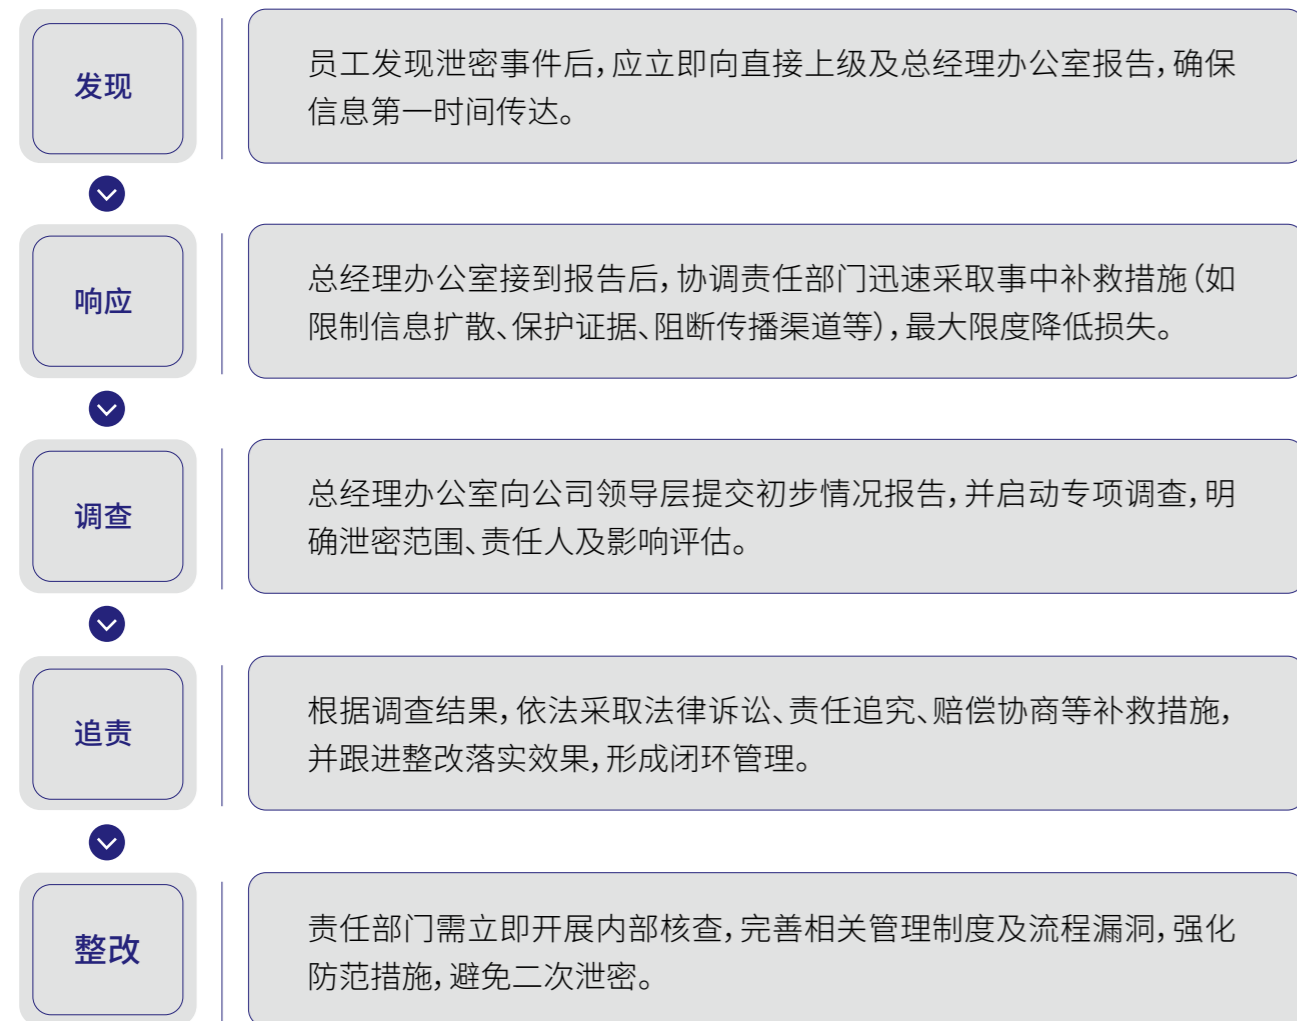 发现
员工发现泄密事件后，应立即向直接上级及总经理办公室报告，确保
信息第一时间传达。
响应
总经理办公室接到报告后，协调责任部门迅速采取事中补救措施（如
限制信息扩散、保护证据、阻断传播渠道等），最大限度降低损失。
调查
总经理办公室向公司领导层提交初步情况报告，并启动专项调查，明
确泄密范围、责任人及影响评估。
追责
根据调查结果，依法采取法律诉讼、责任追究、赔偿协商等补救措施，
并跟进整改落实效果，形成闭环管理。
整改
责任部门需立即开展内部核查，完善相关管理制度及流程漏洞，强化
防范措施，避免二次泄密。